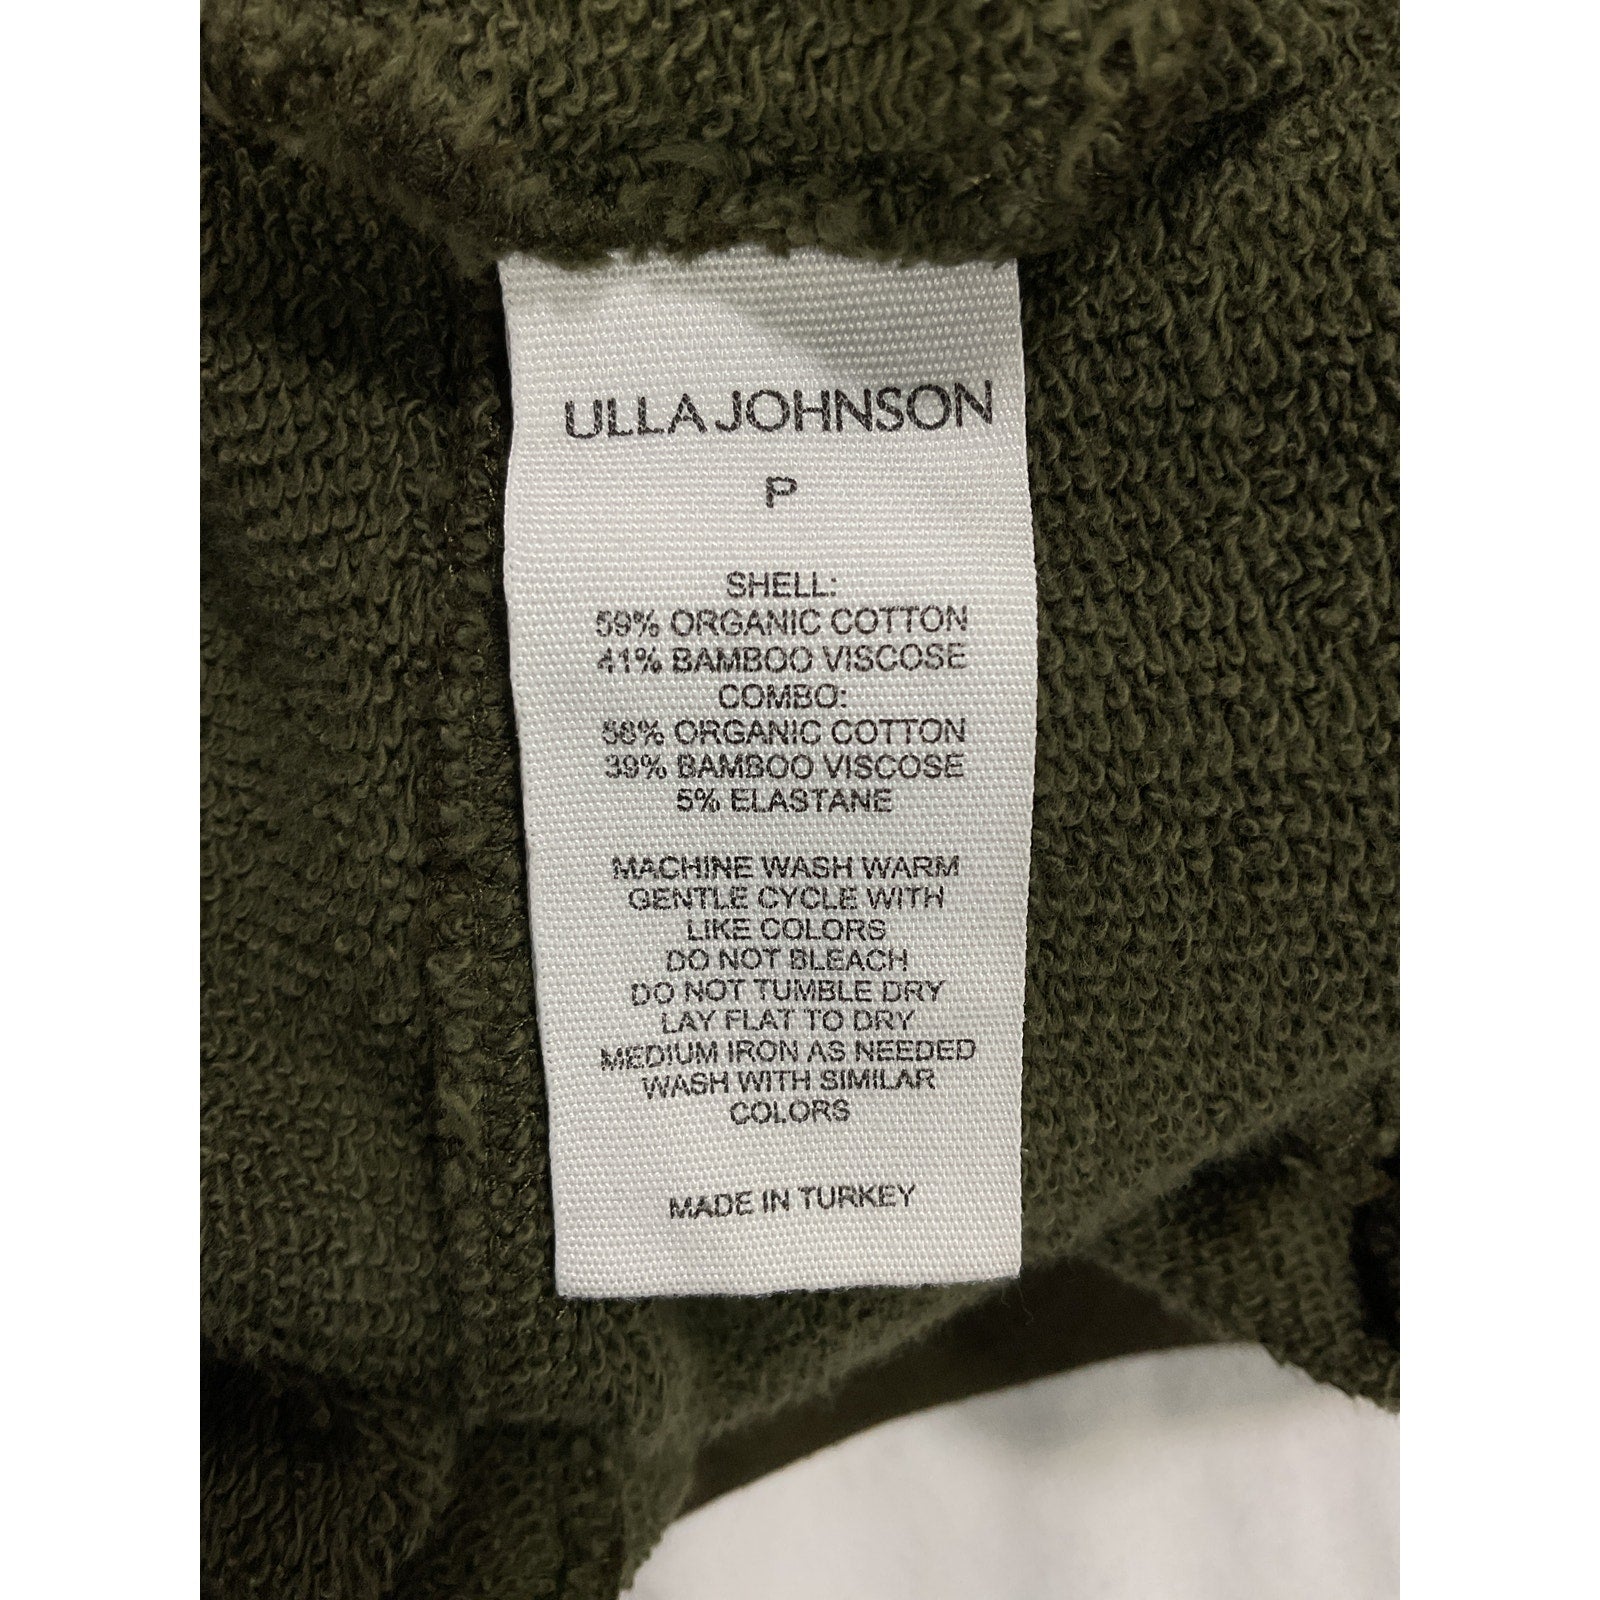 ULLA JOHNSON
P
SHELL:
59% ORGANIC COTTON
41% BAMBOO VISCOSE
COMBO:
56% ORGANIC COTTON
39% BAMBOO VISCOSE
5% ELASTANE
MACHINE WASH WARM
GENTLE CYCLE WITH
LIKE COLORS
DO NOT BLEACH
DO NOT TUMBLE DRY
LAY FLAT TO DRY
MEDIUM IRON AS NEEDED
WASH WITH SIMILAR
COLORS
MADE IN TURKEY